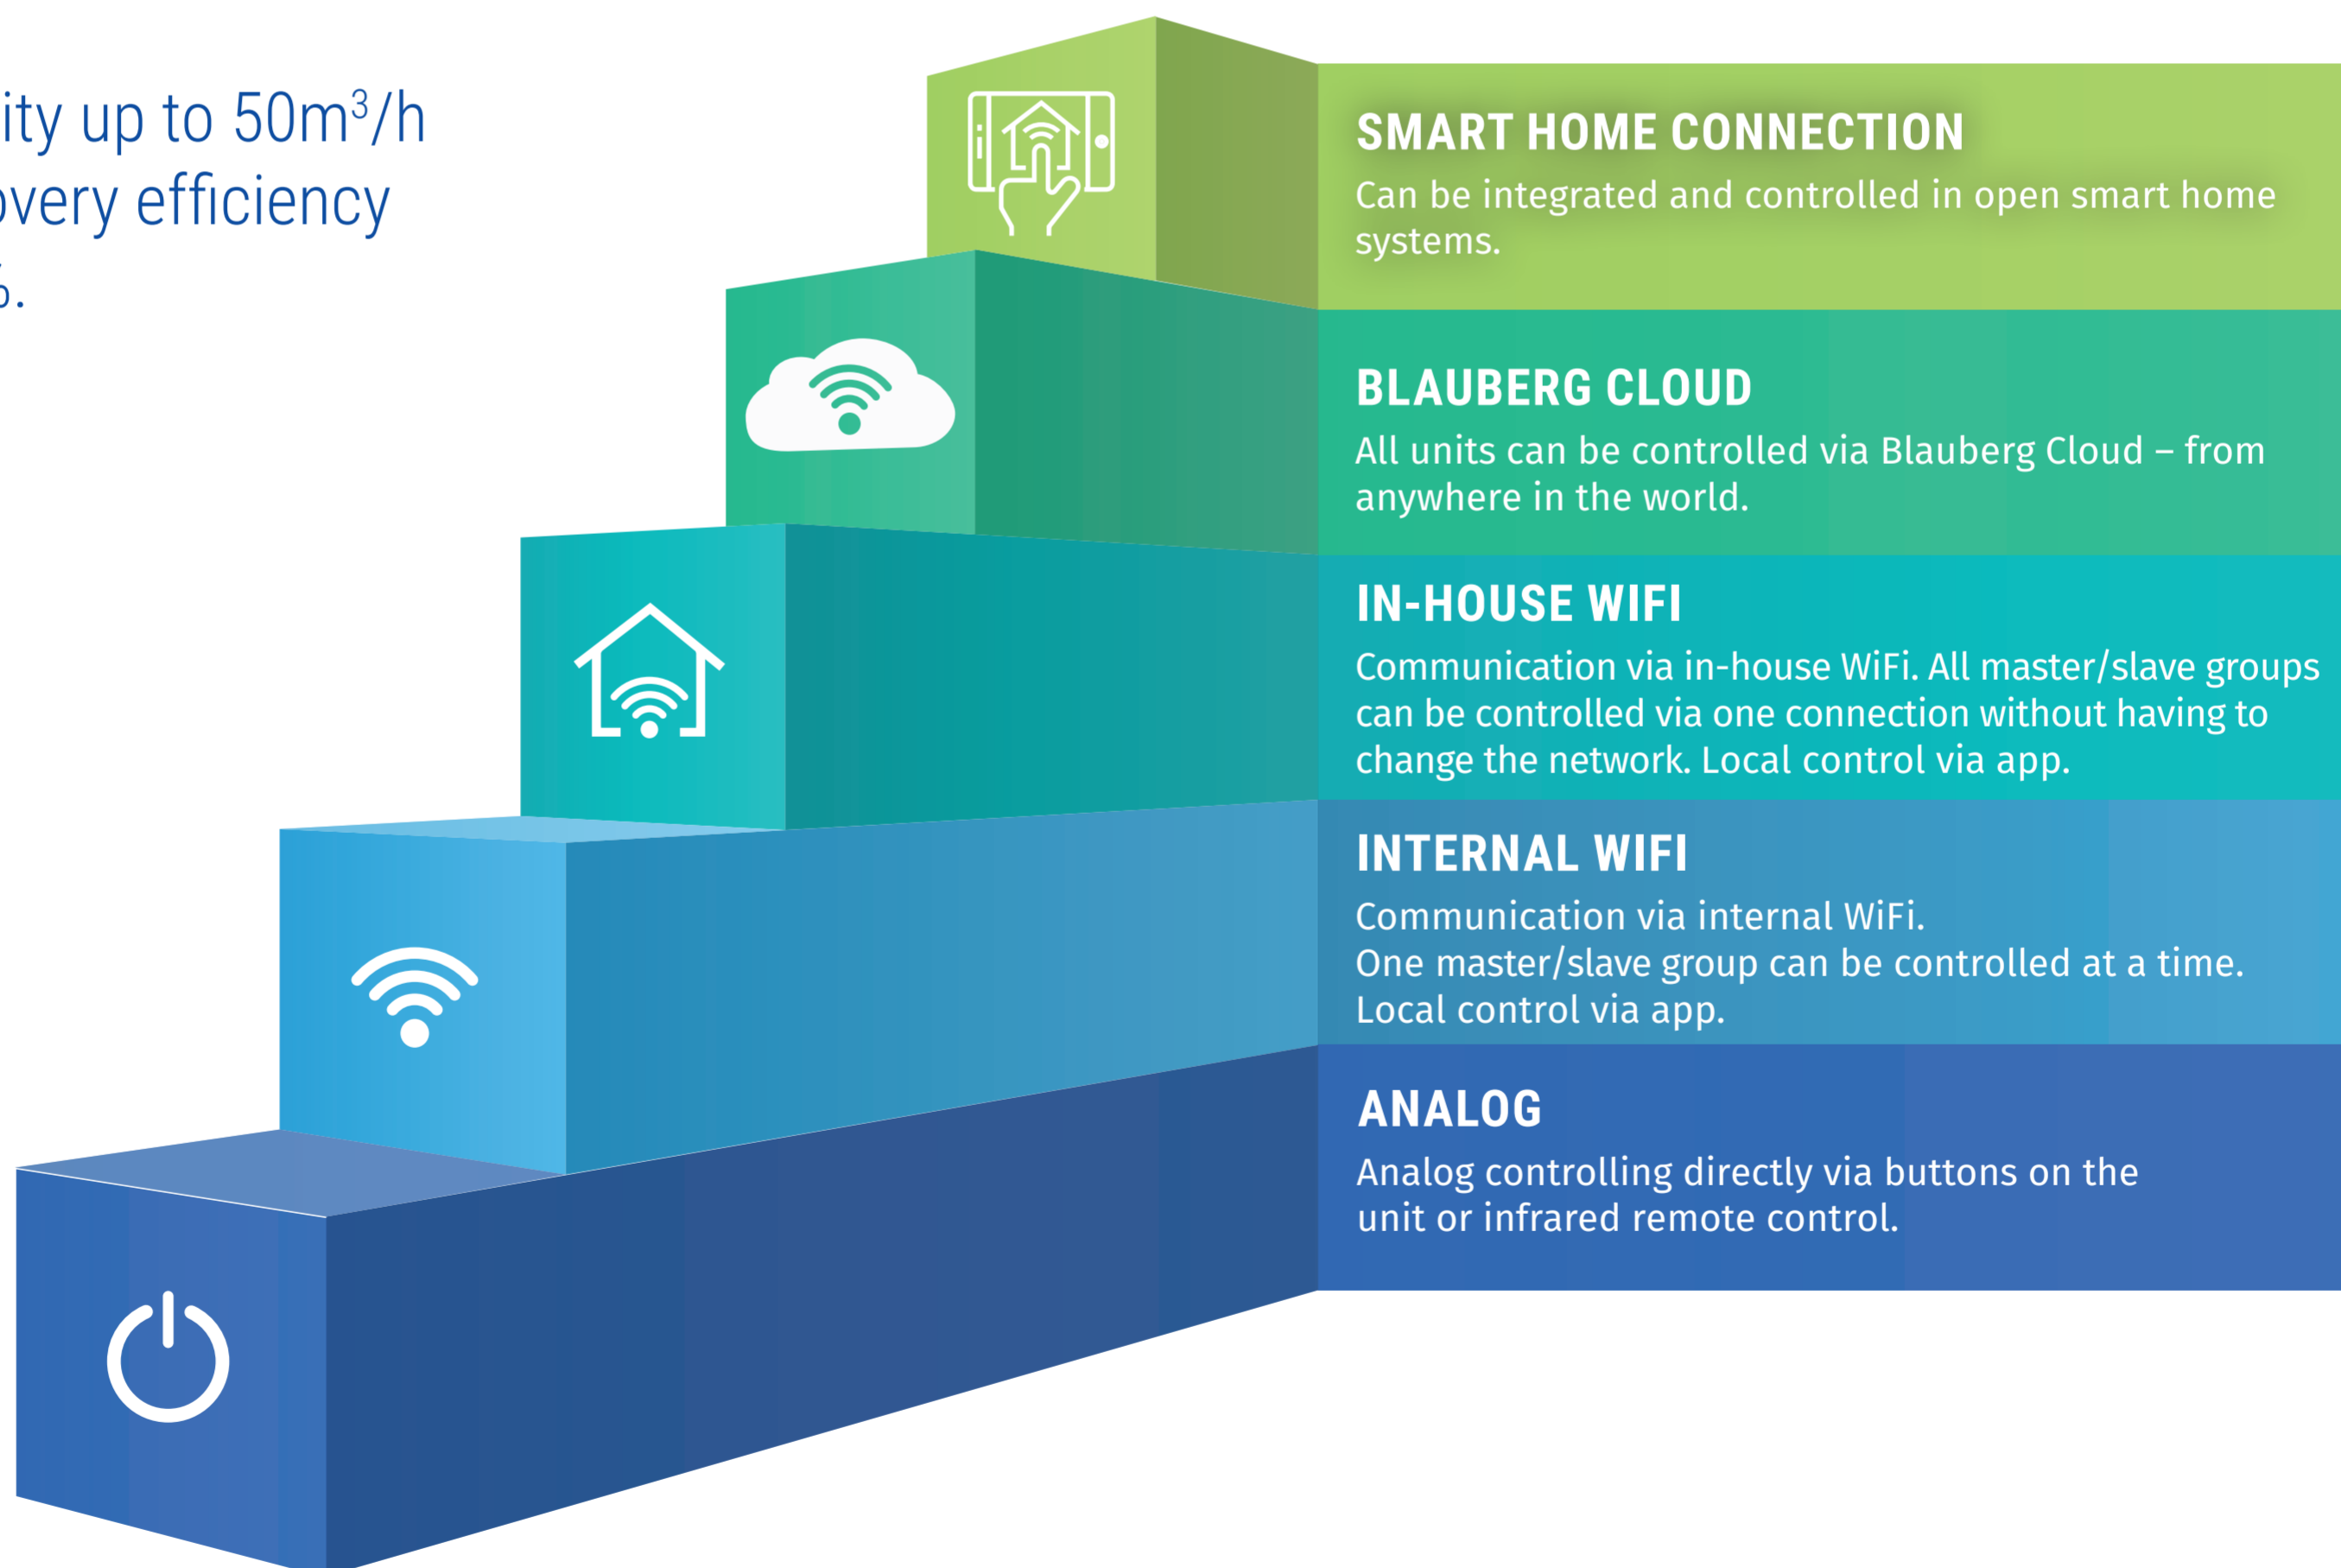 up to 50m³/h
efficiency
SMART HOME CONNECTION
Can be integrated and controlled in open smart home
systems.
BLAUBERG CLOUD
All units can be controlled via Blauberg Cloud – from
anywhere in the world.
IN-HOUSE WIFI
Communication via in-house WiFi. All master/slave groups
can be controlled via one connection without having to
change the network. Local control via app.
INTERNAL WIFI
Communication via internal WiFi.
One master/slave group can be controlled at a time.
Local control via app.
ANALOG
Analog controlling directly via buttons on the
unit or infrared remote control.